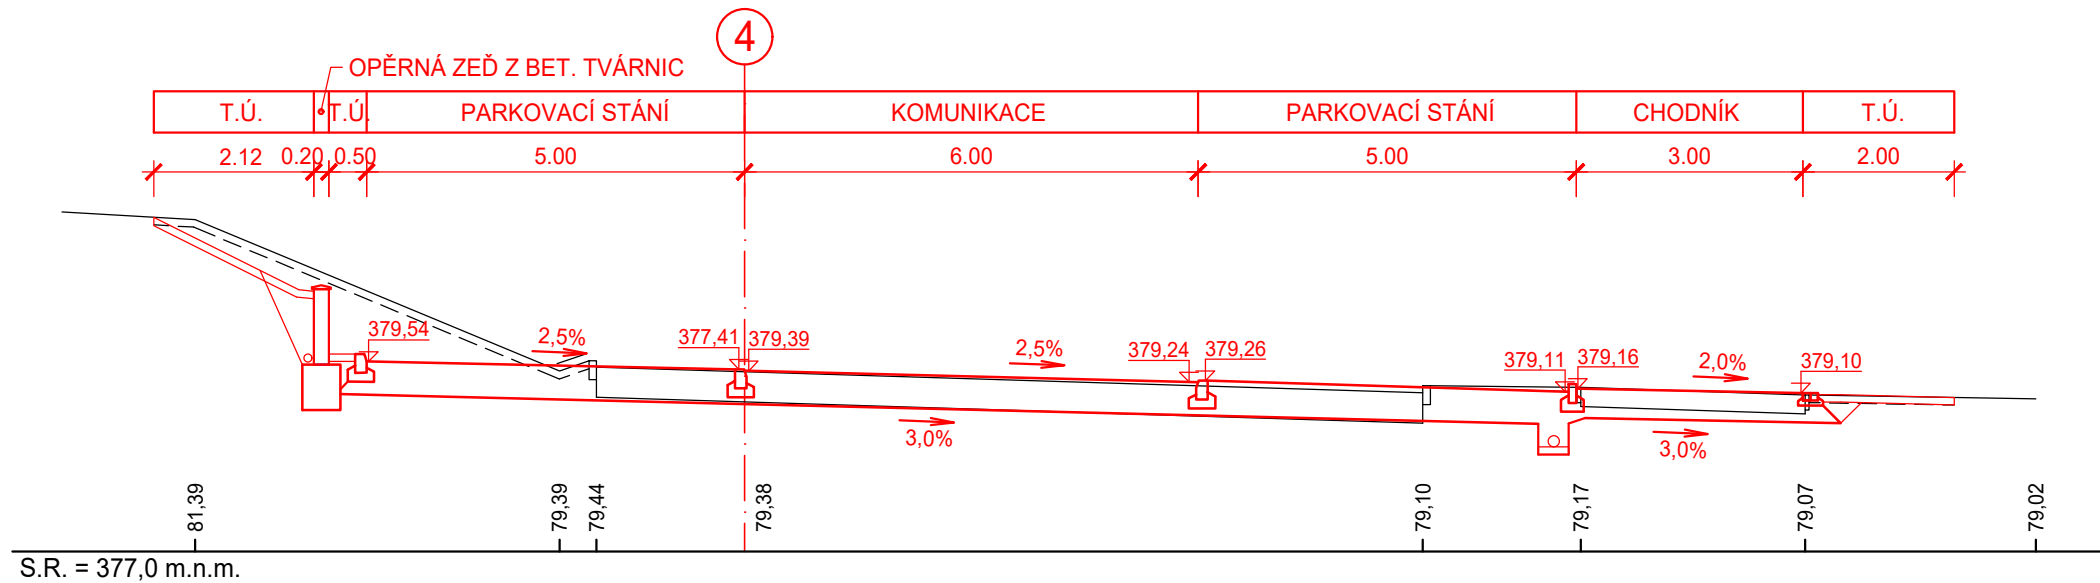 4
OPĚRNÁ ZEĎ Z BET. TVÁRNIC
T.Ú. T.Ú. PARKOVACÍ STÁNÍ KOMUNIKACE PARKOVACÍ STÁNÍ CHODNÍK T.Ú.
2.12 0.20 0.50 5.00 6.00 5.00 3.00 2.00
379,54 2,5% 377,41 379,39 2,5% 379,24 379,26 379,11 379,16 2,0% 379,10
3,0% 3,0%
81,39 79,39 79,44 79,38 79,10 79,17 79,07 79,02
S.R. = 377,0 m.n.m.